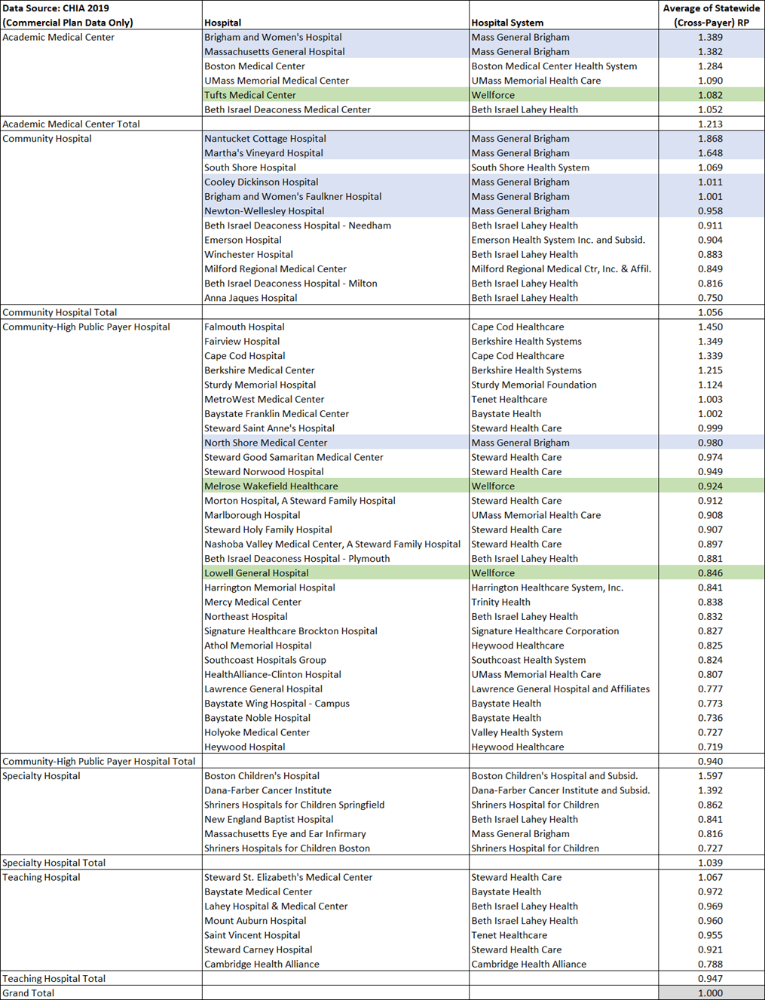 Data Source: CHIA 2019 Average of Statewide
(Commercial Plan Data Only) Hospital Hospital System (Cross-Payer) RP
Academic Medical Center Brigham and Women's Hospital Mass General Brigham 1.389
Massachusetts General Hospital Mass General Brigham 1.382
Boston Medical Center Boston Medical Center Health System 1.284
UMass Memorial Medical Center UMass Memorial Health Care 1.090
Tufts Medical Center Wellforce 1.082
Beth Israel Deaconess Medical Center Beth Israel Lahey Health 1.052
Academic Medical Center Total 1.213
Community Hospital Nantucket Cottage Hospital Mass General Brigham 1.868
Martha's Vineyard Hospital Mass General Brigham 1.648
South Shore Hospital South Shore Health System 1.069
Cooley Dickinson Hospital Mass General Brigham 1.011
Brigham and Women's Faulkner Hospital Mass General Brigham 1.001
Newton-Wellesley Hospital Mass General Brigham 0.958
Beth Israel Deaconess Hospital - Needham Beth Israel Lahey Health 0.911
Emerson Hospital Emerson Health System Inc. and Subsid. 0.904
Winchester Hospital Beth Israel Lahey Health 0.883
Milford Regional Medical Center Milford Regional Medical Ctr, Inc. & Affil. 0.849
Beth Israel Deaconess Hospital - Milton Beth Israel Lahey Health 0.816
Anna Jaques Hospital Beth Israel Lahey Health 0.750
Community Hospital Total 1.056
Community-High Public Payer Hospital Falmouth Hospital Cape Cod Healthcare 1.450
Fairview Hospital Berkshire Health Systems 1.349
Cape Cod Hospital Cape Cod Healthcare 1.339
Berkshire Medical Center Berkshire Health Systems 1.215
Sturdy Memorial Hospital Sturdy Memorial Foundation 1.124
MetroWest Medical Center Tenet Healthcare 1.003
Baystate Franklin Medical Center Baystate Health 1.002
Steward Saint Anne's Hospital Steward Health Care 0.999
North Shore Medical Center Mass General Brigham 0.980
Steward Good Samaritan Medical Center Steward Health Care 0.974
Steward Norwood Hospital Steward Health Care 0.949
Melrose Wakefield Healthcare Wellforce 0.924
Morton Hospital, A Steward Family Hospital Steward Health Care 0.912
Marlborough Hospital UMass Memorial Health Care 0.908
Steward Holy Family Hospital Steward Health Care 0.907
Nashoba Valley Medical Center, A Steward Family Hospital Steward Health Care 0.897
Beth Israel Deaconess Hospital - Plymouth Beth Israel Lahey Health 0.881
Lowell General Hospital Wellforce 0.846
Harrington Memorial Hospital Harrington Healthcare System, Inc. 0.841
Mercy Medical Center Trinity Health 0.838
Northeast Hospital Beth Israel Lahey Health 0.832
Signature Healthcare Brockton Hospital Signature Healthcare Corporation 0.827
Athol Memorial Hospital Heywood Healthcare 0.825
Southcoast Hospitals Group Southcoast Health System 0.824
HealthAlliance-Clinton Hospital UMass Memorial Health Care 0.807
Lawrence General Hospital Lawrence General Hospital and Affiliates 0.777
Baystate Wing Hospital - Campus Baystate Health 0.773
Baystate Noble Hospital Baystate Health 0.736
Holyoke Medical Center Valley Health System 0.727
Heywood Hospital Heywood Healthcare 0.719
Community-High Public Payer Hospital Total 0.940
Specialty Hospital Boston Children's Hospital Boston Children's Hospital and Subsid. 1.597
Dana-Farber Cancer Institute Dana-Farber Cancer Institute and Subsid. 1.392
Shriners Hospitals for Children Springfield Shriners Hospital for Children 0.862
New England Baptist Hospital Beth Israel Lahey Health 0.841
Massachusetts Eye and Ear Infirmary Mass General Brigham 0.816
Shriners Hospitals for Children Boston Shriners Hospital for Children 0.727
Specialty Hospital Total 1.039
Teaching Hospital Steward St. Elizabeth's Medical Center Steward Health Care 1.067
Baystate Medical Center Baystate Health 0.972
Lahey Hospital & Medical Center Beth Israel Lahey Health 0.969
Mount Auburn Hospital Beth Israel Lahey Health 0.960
Saint Vincent Hospital Tenet Healthcare 0.955
Steward Carney Hospital Steward Health Care 0.921
Cambridge Health Alliance Cambridge Health Alliance 0.788
Teaching Hospital Total 0.947
Grand Total 1.000